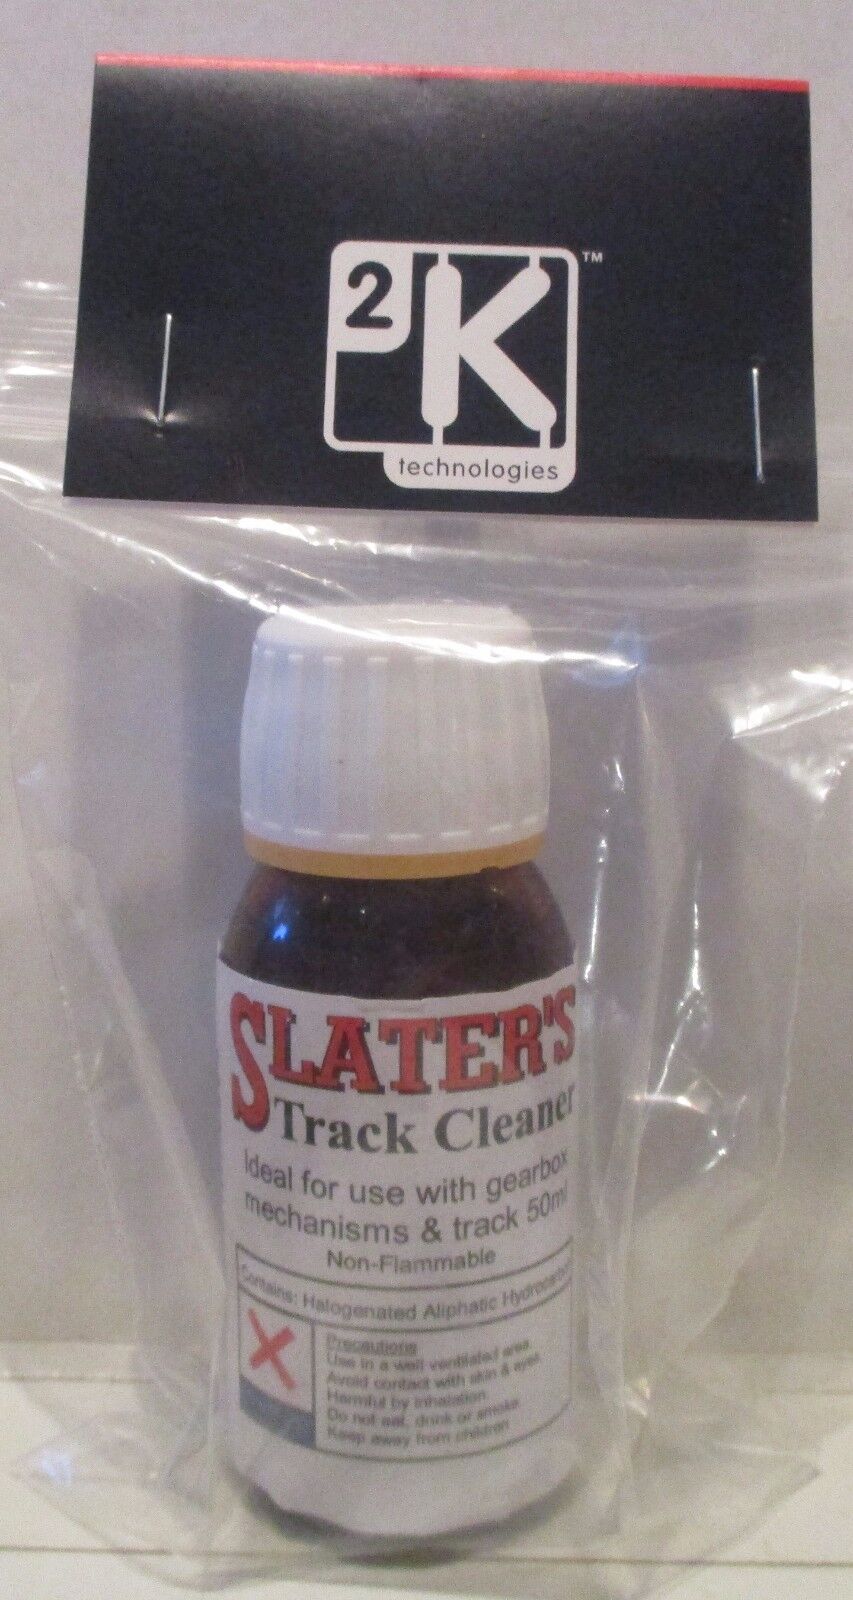 2K ™
technologies
SLATER'S
Track Cleaner
Ideal for use with gearbox
mechanisms & track 50ml
Non-Flammable
Contains: Halogenated Aliphatic Hydrocarbon
Precautions
Use in a well ventilated area.
Avoid contact with skin & eyes.
Harmful by inhalation.
Do not eat, drink or smoke.
Keep away from children